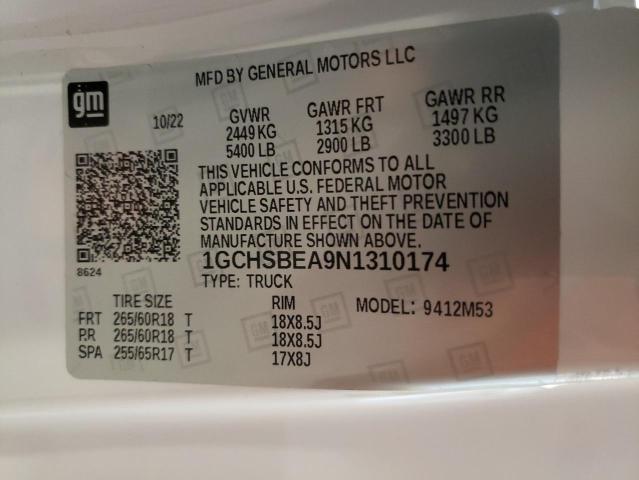 gm
MFD BY GENERAL MOTORS LLC
10/22 GVWR GAWR FRT GAWR RR
2449 KG 1315 KG 1497 KG
5400 LB 2900 LB 3300 LB
THIS VEHICLE CONFORMS TO ALL
APPLICABLE U.S. FEDERAL MOTOR
VEHICLE SAFETY AND THEFT PREVENTION
STANDARDS IN EFFECT ON THE DATE OF
MANUFACTURE SHOWN ABOVE.
8624
1GCHSBEA9N1310174
TYPE: TRUCK
TIRE SIZE RIM MODEL: 9412M53
FRT 265/60R18 T 18X8.5J
RR 265/60R18 T 18X8.5J
SPA 255/65R17 T 17X8J